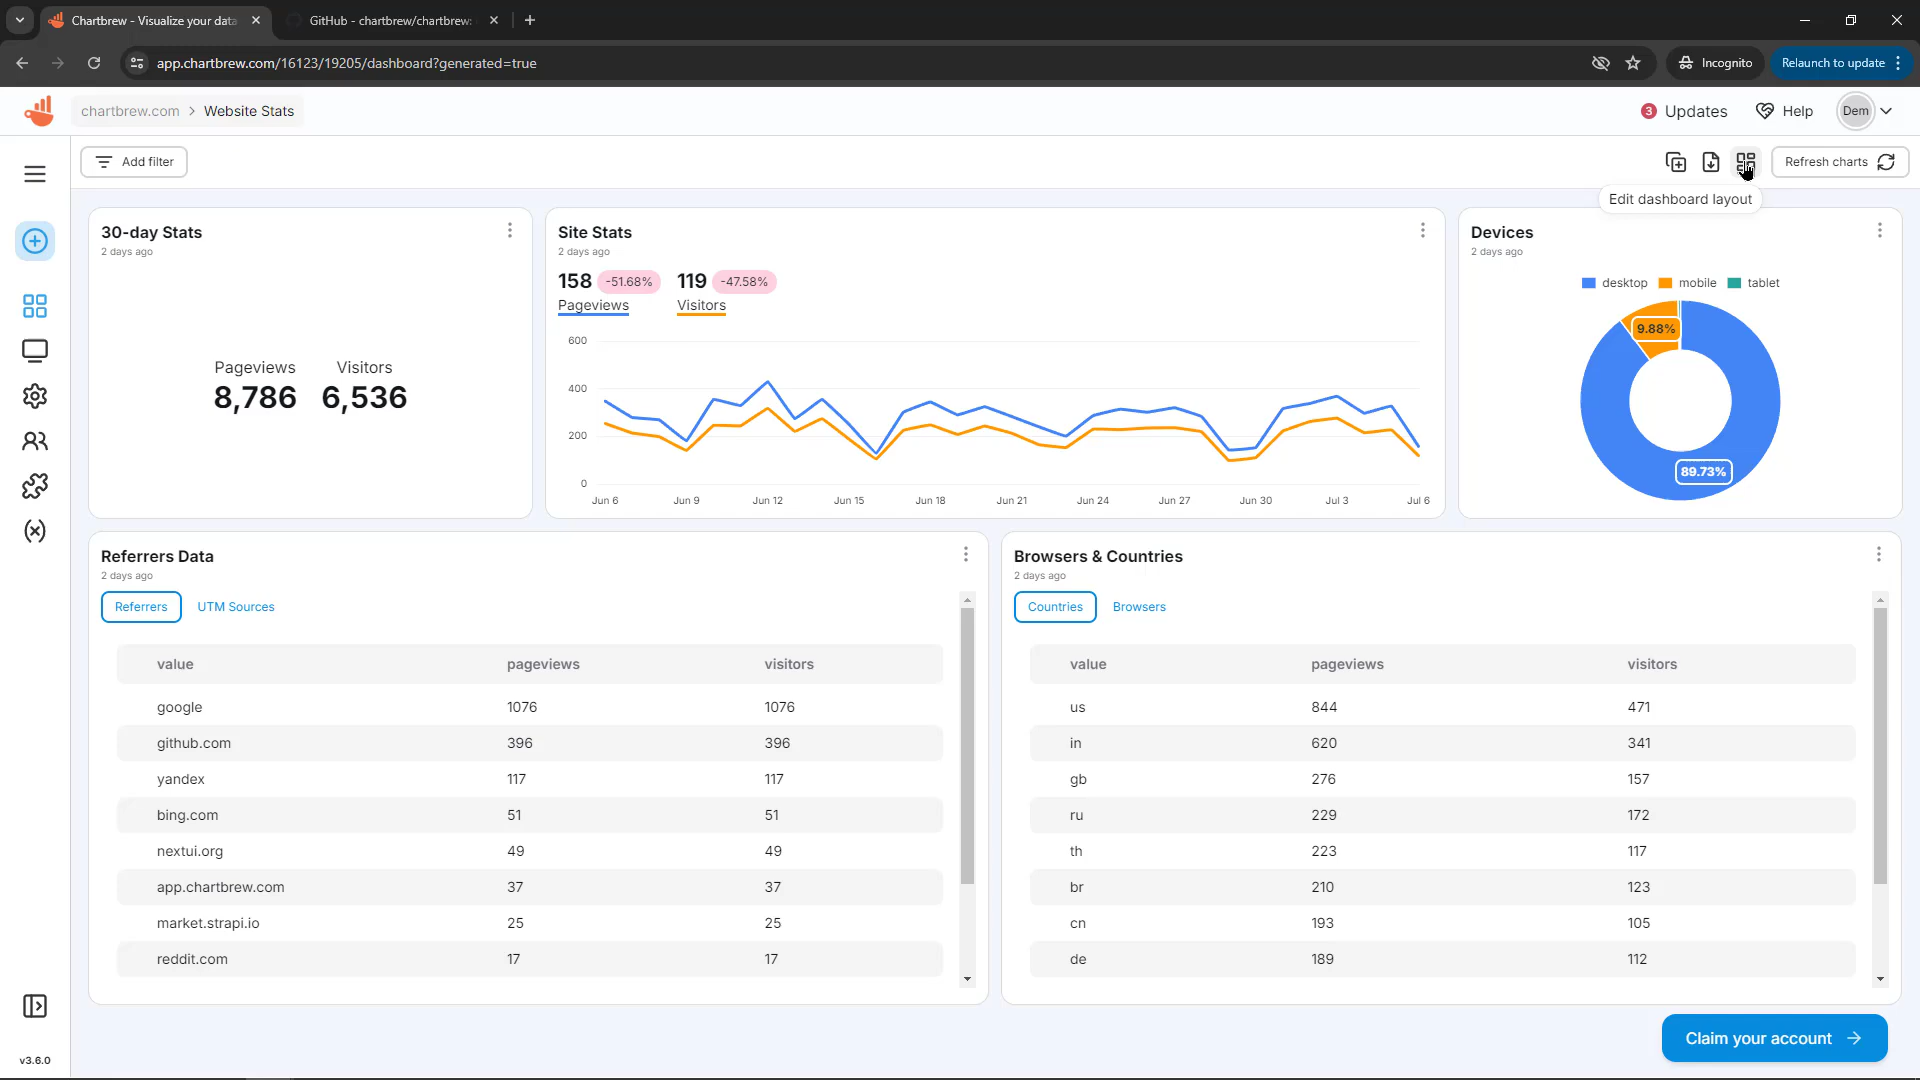 Chartbrew - Visualize your data
GitHub - chartbrew/chartbrew:
app.chartbrew.com/16123/19205/dashboard?generated=true
Incognito
Relaunch to update
chartbrew.com > Website Stats
3 Updates
Help
Dem
Add filter
Refresh charts
Edit dashboard layout
30-day Stats
2 days ago
Pageviews Visitors
8,786 6,536
Site Stats
2 days ago
158 -51.68% 119 -47.58%
Pageviews Visitors
600
400
200
0
Jun 6 Jun 9 Jun 12 Jun 15 Jun 18 Jun 21 Jun 24 Jun 27 Jun 30 Jul 3 Jul 6
Devices
2 days ago
desktop mobile tablet
9.88%
89.73%
Referrers Data
2 days ago
Referrers UTM Sources
value pageviews visitors
google 1076 1076
github.com 396 396
yandex 117 117
bing.com 51 51
nextui.org 49 49
app.chartbrew.com 37 37
market.strapi.io 25 25
reddit.com 17 17
Browsers & Countries
2 days ago
Countries Browsers
value pageviews visitors
us 844 471
in 620 341
gb 276 157
ru 229 172
th 223 117
br 210 123
cn 193 105
de 189 112
Claim your account
v3.6.0